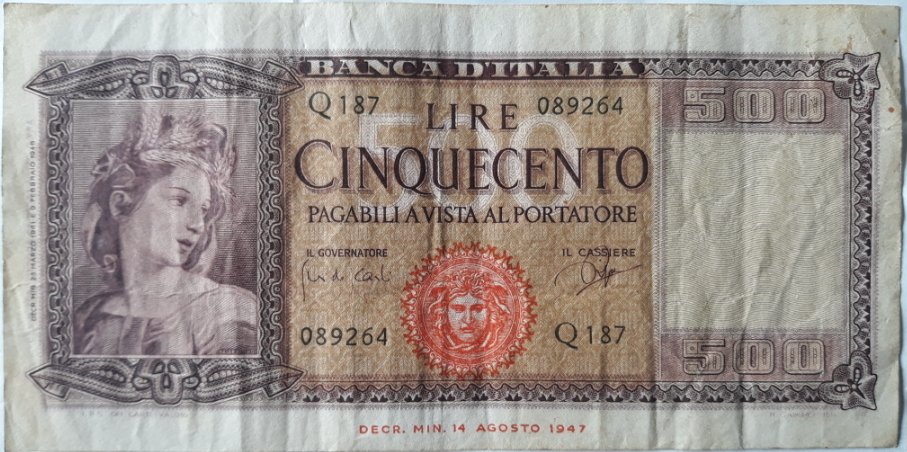 BANCA D'ITALIA
500
Q 187 089264
LIRE
500
CINQUECENTO
PAGABILI A VISTA AL PORTATORE
IL GOVERNATORE
IL CASSIERE
089264 Q 187
500
DECR. MIN. 14 AGOSTO 1947